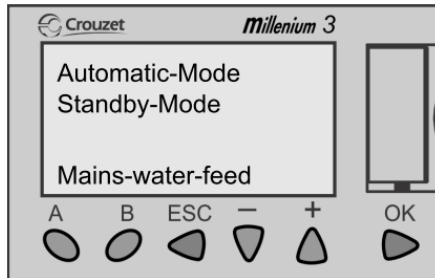 Crouzet millenium 3
Automatic-Mode
Standby-Mode
Mains-water-feed
A B ESC − + OK